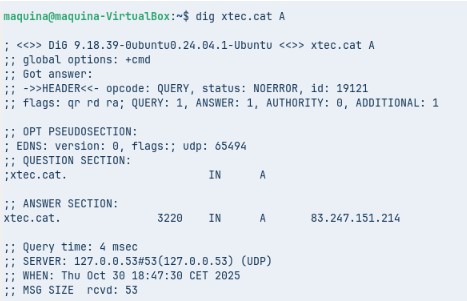 maquina@maquina-VirtualBox:~$ dig xtec.cat A

; <<>> DiG 9.18.39-0ubuntu0.24.04.1-Ubuntu <<>> xtec.cat A
;; global options: +cmd
;; Got answer:
;; ->>HEADER<<- opcode: QUERY, status: NOERROR, id: 19121
;; flags: qr rd ra; QUERY: 1, ANSWER: 1, AUTHORITY: 0, ADDITIONAL: 1

;; OPT PSEUDOSECTION:
; EDNS: version: 0, flags:; udp: 65494
;; QUESTION SECTION:
;xtec.cat.                      IN      A

;; ANSWER SECTION:
xtec.cat.               3220    IN      A       83.247.151.214

;; Query time: 4 msec
;; SERVER: 127.0.0.53#53(127.0.0.53) (UDP)
;; WHEN: Thu Oct 30 18:47:30 CET 2025
;; MSG SIZE  rcvd: 53